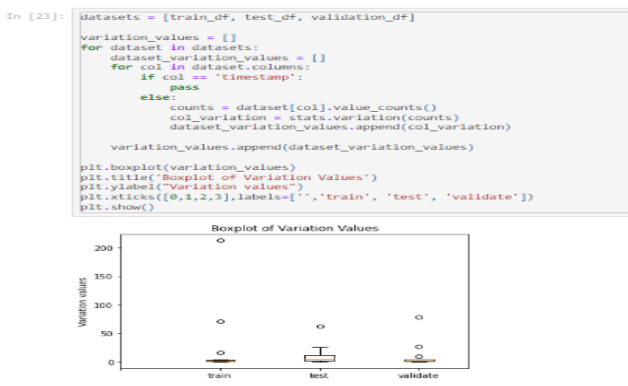 In [23]: datasets = [train_df, test_df, validation_df]
variation_values = []
for dataset in datasets:
    dataset_variation_values = []
    for col in dataset.columns:
        if col == 'timestamp':
            pass
        else:
            counts = dataset[col].value_counts()
            col_variation = stats.variation(counts)
            dataset_variation_values.append(col_variation)
    variation_values.append(dataset_variation_values)
plt.boxplot(variation_values)
plt.title('Boxplot of Variation Values')
plt.ylabel("Variation values")
plt.xticks([0,1,2,3],labels=['','train', 'test', 'validate'])
plt.show()
Boxplot of Variation Values
Variation values
200
150
100
50
0
train test validate